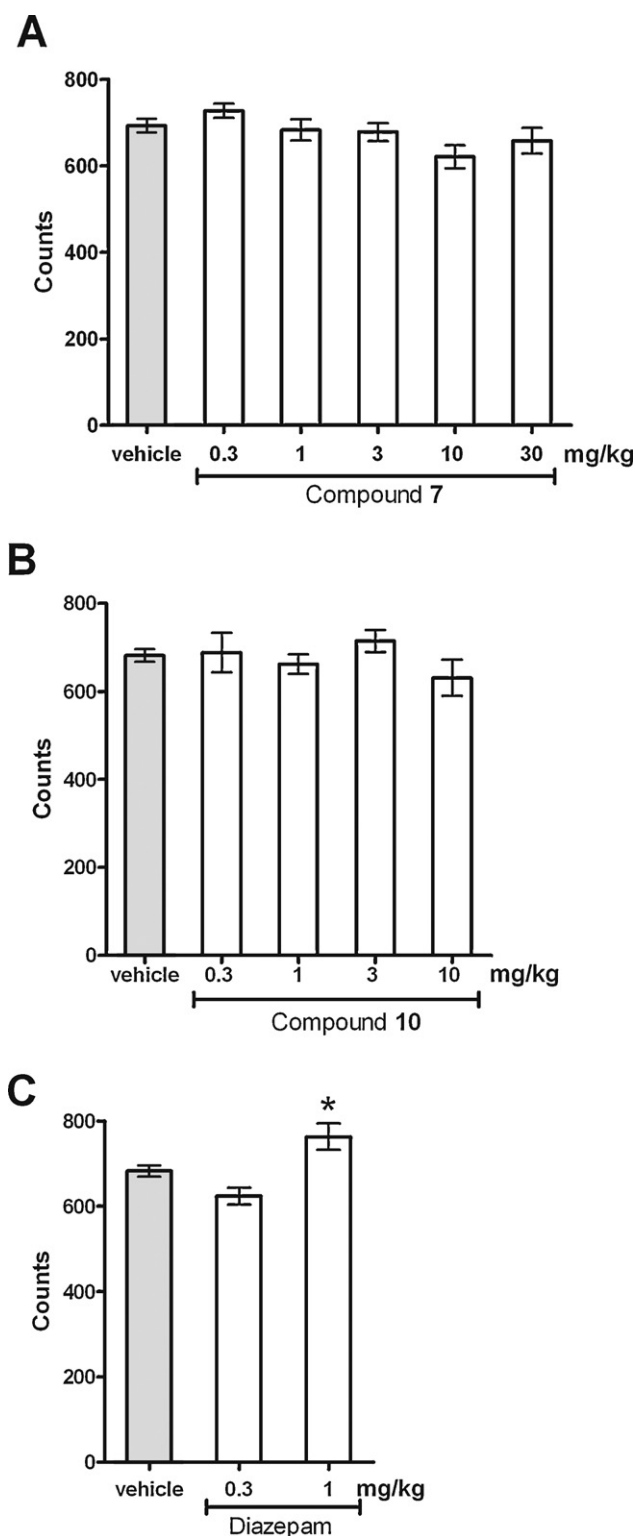 A
800
600
400
200
0
Counts
vehicle 0.3 1 3 10 30 mg/kg
Compound 7
B
800
600
400
200
0
Counts
vehicle 0.3 1 3 10 mg/kg
Compound 10
C
*
800
600
400
200
0
Counts
vehicle 0.3 1 mg/kg
Diazepam